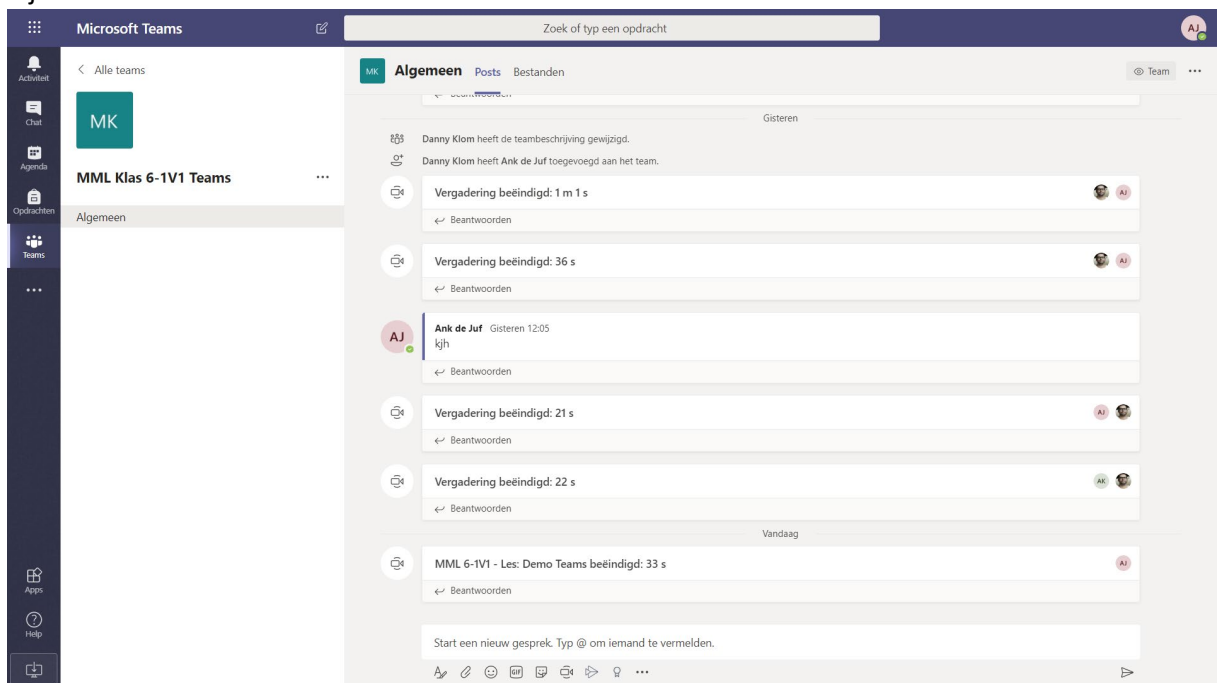 Microsoft Teams
Zoek of typ een opdracht
AJ
Activiteit
Chat
Agenda
Opdrachten
Teams
Apps
Help
Alle teams
MK
MML Klas 6-1V1 Teams
Algemeen
MK Algemeen Posts Bestanden
Team
Beantwoorden
Gisteren
Danny Klom heeft de teambeschrijving gewijzigd.
Danny Klom heeft Ank de Juf toegevoegd aan het team.
Vergadering beëindigd: 1 m 1 s
AJ
Beantwoorden
Vergadering beëindigd: 36 s
AJ
Beantwoorden
AJ
Ank de Juf Gisteren 12:05
kjh
Beantwoorden
Vergadering beëindigd: 21 s
AJ
Beantwoorden
Vergadering beëindigd: 22 s
AK
Beantwoorden
Vandaag
MML 6-1V1 - Les: Demo Teams beëindigd: 33 s
AJ
Beantwoorden
Start een nieuw gesprek. Typ @ om iemand te vermelden.
GIF